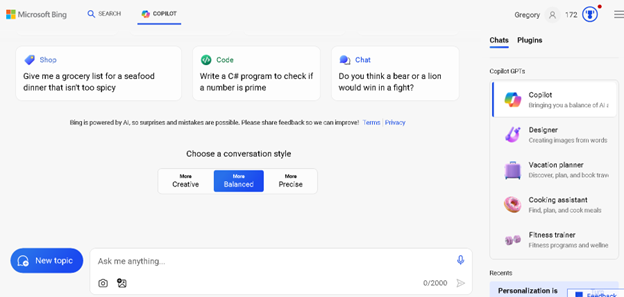 Microsoft Bing
SEARCH
COPILOT
Gregory
172
Chats Plugins
Shop
Give me a grocery list for a seafood
dinner that isn't too spicy
Code
Write a C# program to check if
a number is prime
Chat
Do you think a bear or a lion
would win in a fight?
Bing is powered by AI, so surprises and mistakes are possible. Please share feedback so we can improve! Terms | Privacy
Choose a conversation style
More
Creative
More
Balanced
More
Precise
New topic
Ask me anything...
0/2000
Copilot GPTs
Copilot
Bringing you a balance of AI
Designer
Creating images from words
Vacation planner
Discover, plan, and book
Cooking assistant
Find, plan, and cook meals
Fitness trainer
Fitness programs and
Recents
Personalization is
Feedback